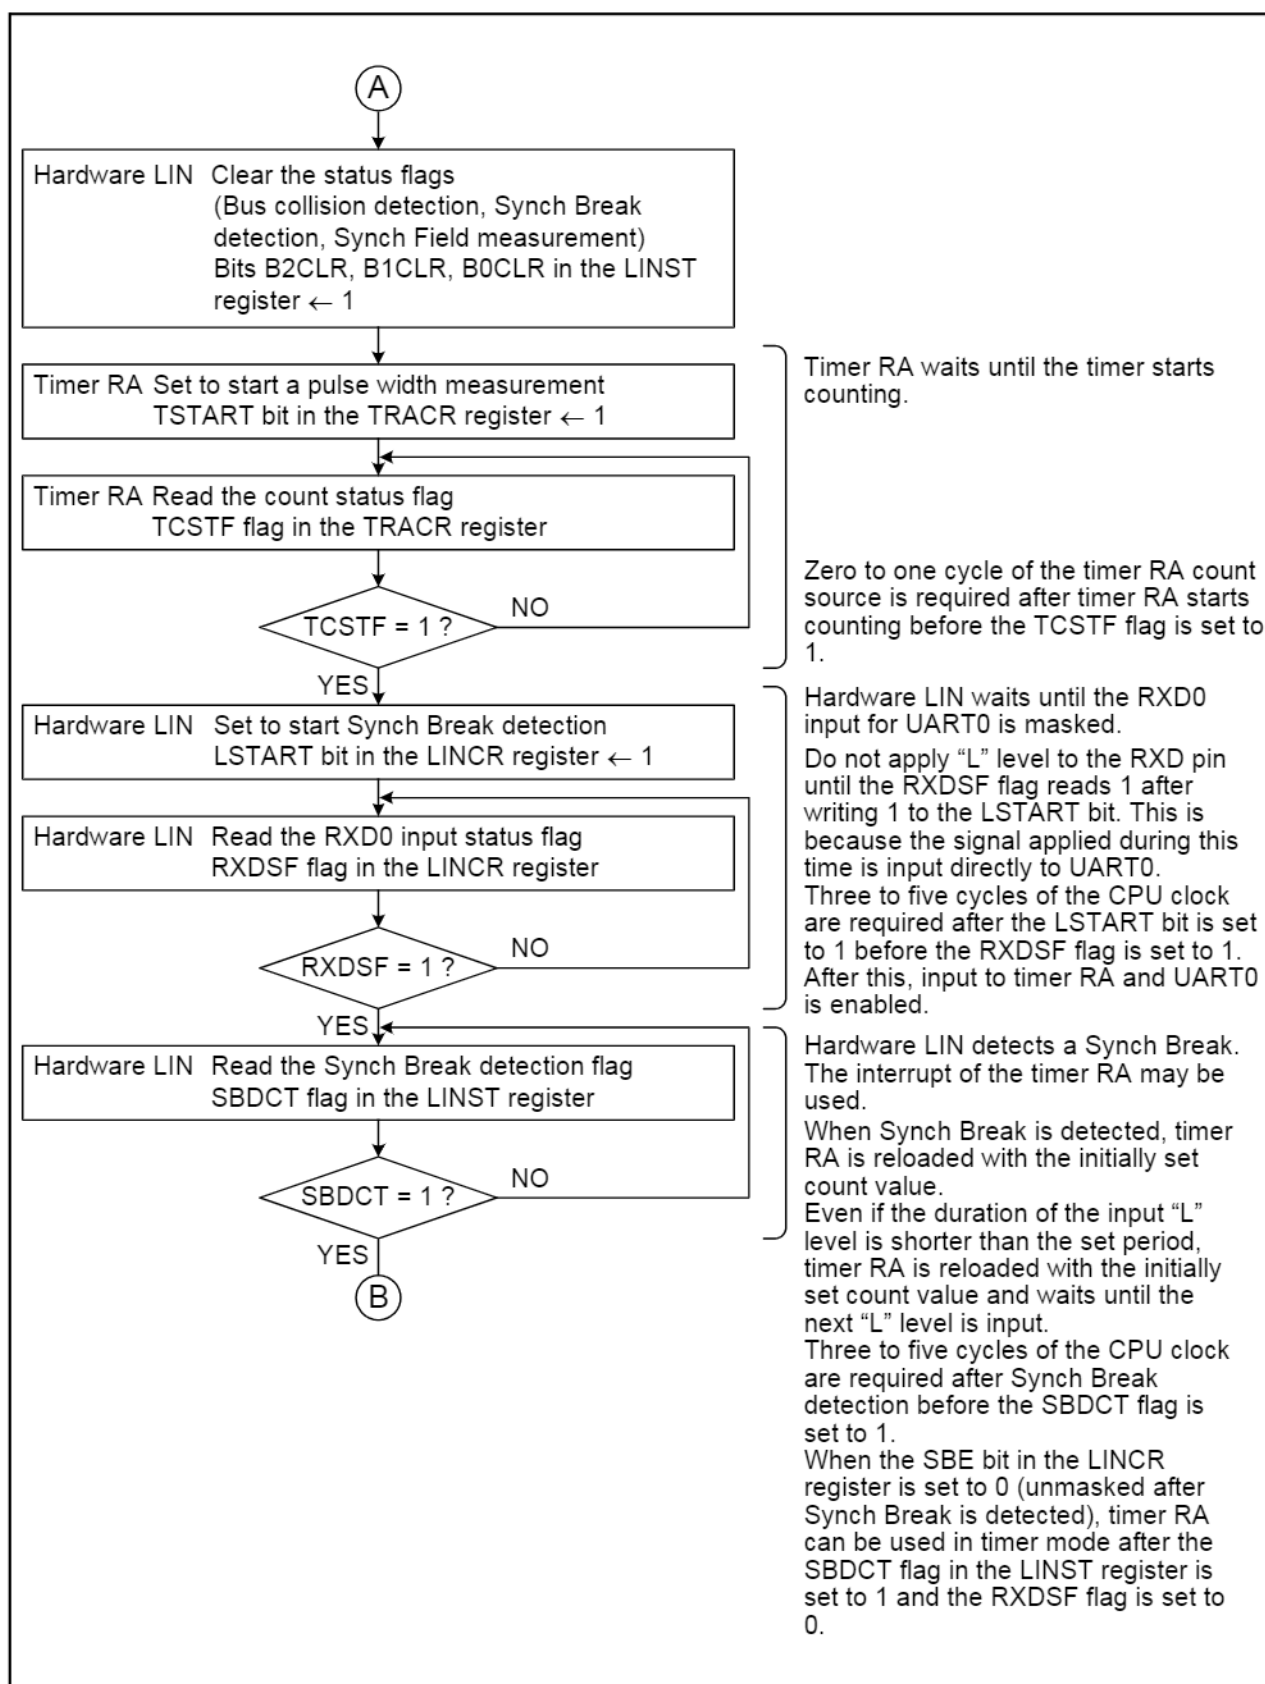 A
Hardware LIN Clear the status flags
(Bus collision detection, Synch Break
detection, Synch Field measurement)
Bits B2CLR, B1CLR, B0CLR in the LINST
register ← 1
Timer RA Set to start a pulse width measurement
TSTART bit in the TRACR register ← 1
Timer RA waits until the timer starts
counting.
Timer RA Read the count status flag
TCSTF flag in the TRACR register
TCSTF = 1 ?
NO
YES
Zero to one cycle of the timer RA count
source is required after timer RA starts
counting before the TCSTF flag is set to
1.
Hardware LIN Set to start Synch Break detection
LSTART bit in the LINCR register ← 1
Hardware LIN Read the RXD0 input status flag
RXDSF flag in the LINCR register
RXDSF = 1 ?
NO
YES
Hardware LIN waits until the RXD0
input for UART0 is masked.
Do not apply “L” level to the RXD pin
until the RXDSF flag reads 1 after
writing 1 to the LSTART bit. This is
because the signal applied during this
time is input directly to UART0.
Three to five cycles of the CPU clock
are required after the LSTART bit is set
to 1 before the RXDSF flag is set to 1.
After this, input to timer RA and UART0
is enabled.
Hardware LIN Read the Synch Break detection flag
SBDCT flag in the LINST register
SBDCT = 1 ?
NO
YES
B
Hardware LIN detects a Synch Break.
The interrupt of the timer RA may be
used.
When Synch Break is detected, timer
RA is reloaded with the initially set
count value.
Even if the duration of the input “L”
level is shorter than the set period,
timer RA is reloaded with the initially
set count value and waits until the
next “L” level is input.
Three to five cycles of the CPU clock
are required after Synch Break
detection before the SBDCT flag is
set to 1.
When the SBE bit in the LINCR
register is set to 0 (unmasked after
Synch Break is detected), timer RA
can be used in timer mode after the
SBDCT flag in the LINST register is
set to 1 and the RXDSF flag is set to
0.